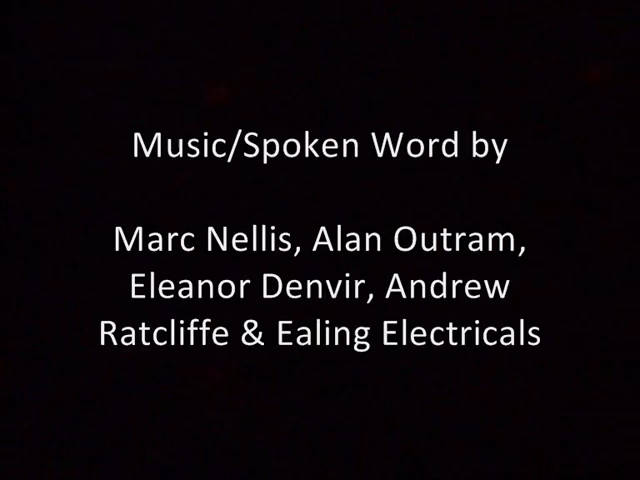 Music/Spoken Word by
Marc Nellis, Alan Outram,
Eleanor Denvir, Andrew
Ratcliffe & Ealing Electricals